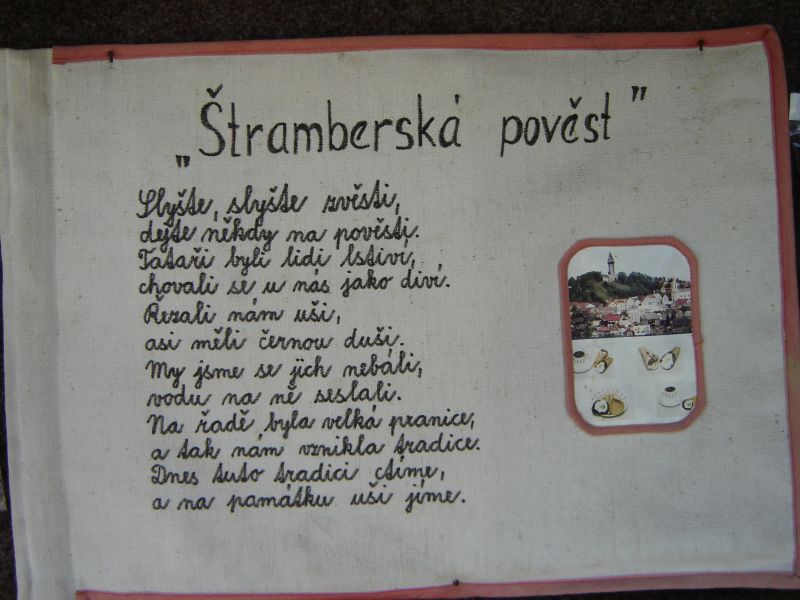 „Štramberská pověst"
Slyšte, slyšte zvěsti,
dejte někdy na pověsti.
Tataři byli lidi lstiví,
chovali se u nás jako diví.
Řezali nám uši,
asi měli černou duši.
My jsme se jich nebáli,
vodu na ně seslali.
Na řadě byla velká pranice,
a tak nám vznikla tradice.
Dnes tuto tradici ctíme,
a na památku uši jíme.